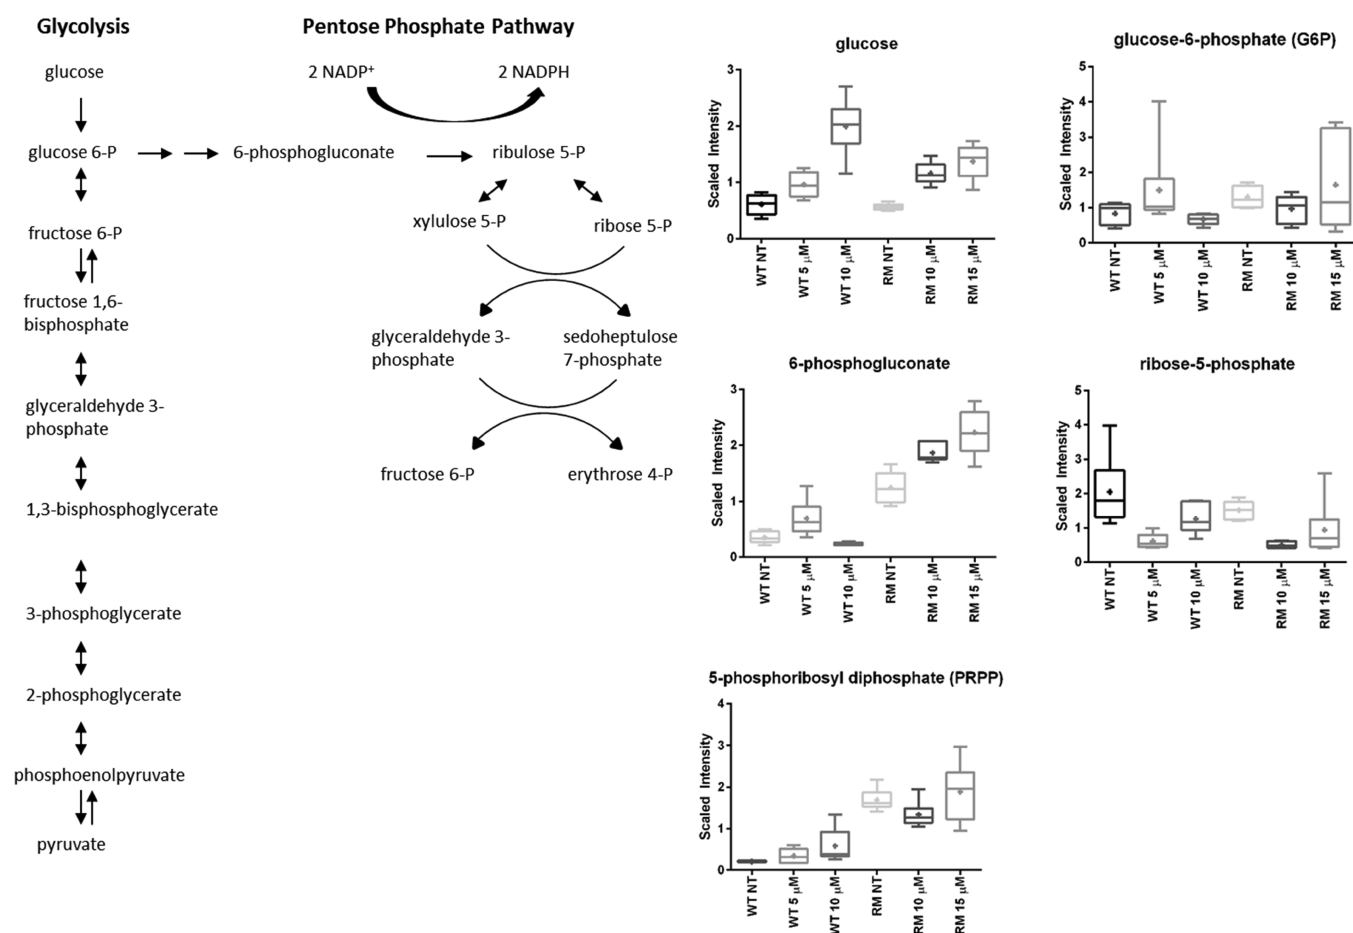 Glycolysis
glucose
glucose 6-P
fructose 6-P
fructose 1,6-
bisphosphate
glyceraldehyde 3-
phosphate
1,3-bisphosphoglycerate
3-phosphoglycerate
2-phosphoglycerate
phosphoenolpyruvate
pyruvate
Pentose Phosphate Pathway
2 NADP⁺
2 NADPH
6-phosphogluconate
ribulose 5-P
xylulose 5-P
ribose 5-P
glyceraldehyde 3-
phosphate
sedoheptulose
7-phosphate
fructose 6-P
erythrose 4-P
glucose
Scaled Intensity
3
2
1
0
WT NT
WT 5 μM
WT 10 μM
RM NT
RM 10 μM
RM 15 μM
glucose-6-phosphate (G6P)
Scaled Intensity
5
4
3
2
1
0
WT NT
WT 5 μM
WT 10 μM
RM NT
RM 10 μM
RM 15 μM
6-phosphogluconate
Scaled Intensity
3
2
1
0
WT NT
WT 5 μM
WT 10 μM
RM NT
RM 10 μM
RM 15 μM
ribose-5-phosphate
Scaled Intensity
5
4
3
2
1
0
WT NT
WT 5 μM
WT 10 μM
RM NT
RM 10 μM
RM 15 μM
5-phosphoribosyl diphosphate (PRPP)
Scaled Intensity
4
3
2
1
0
WT NT
WT 5 μM
WT 10 μM
RM NT
RM 10 μM
RM 15 μM